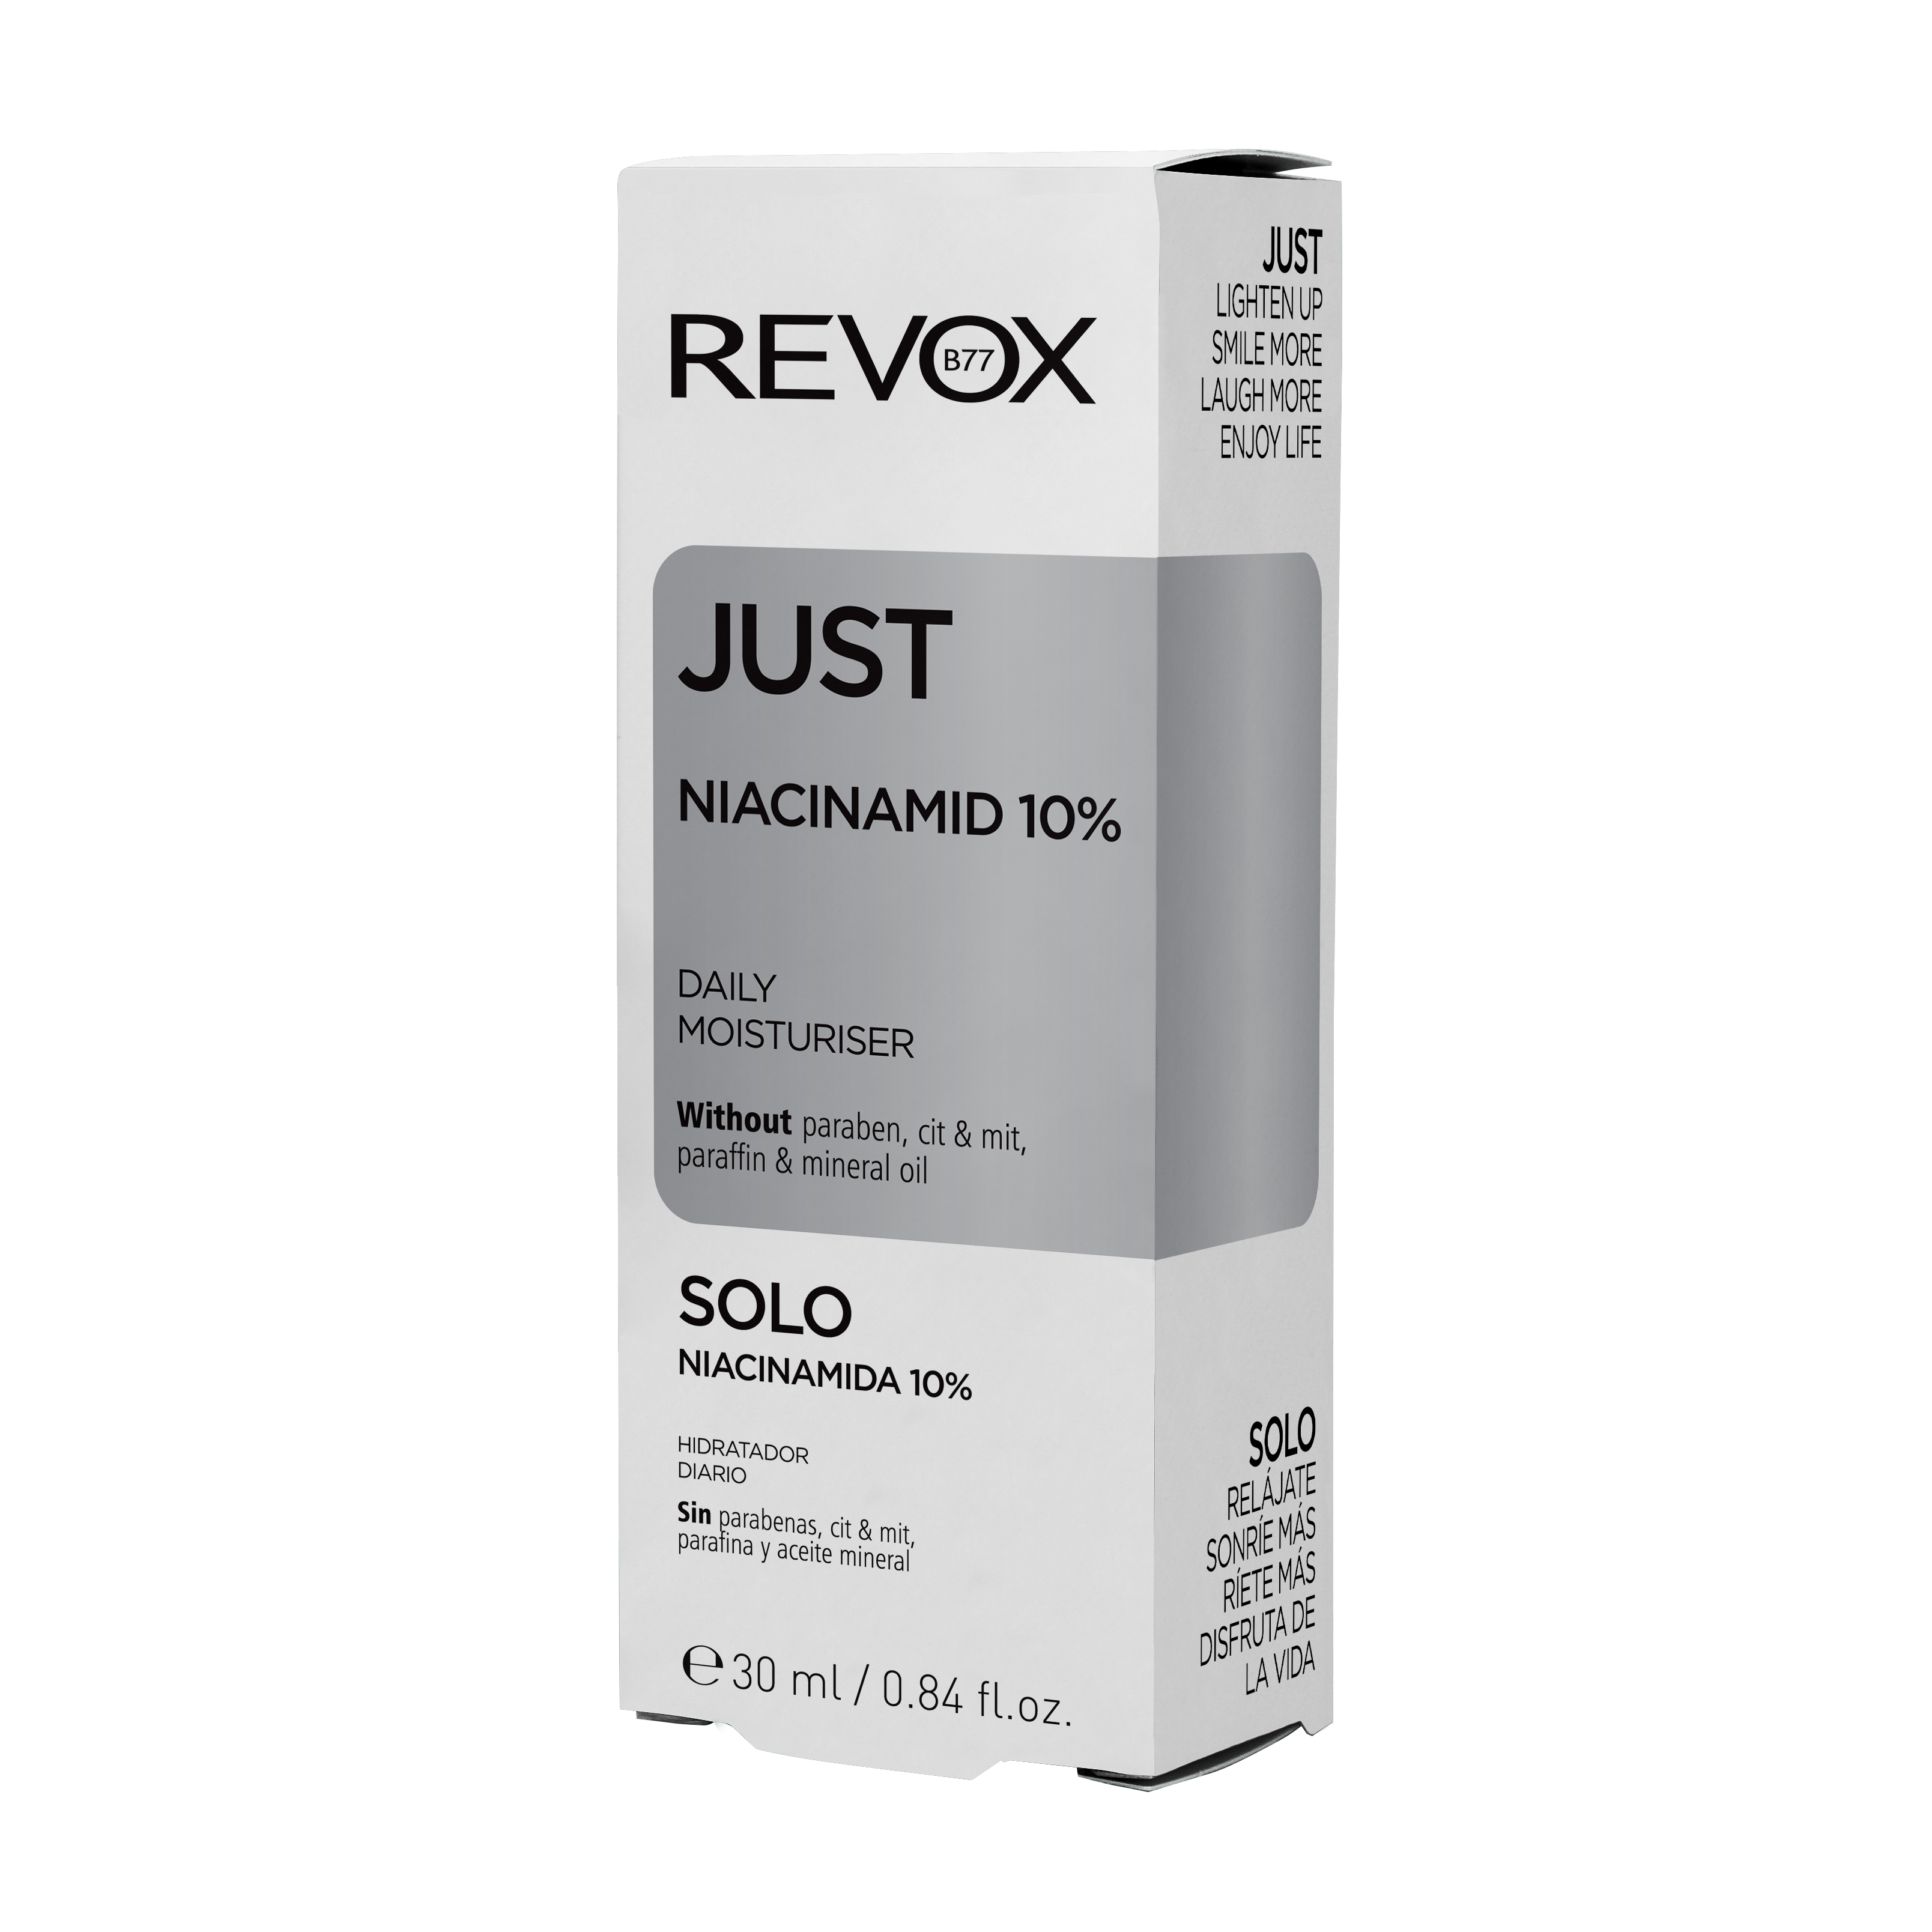 REVOX
B77
JUST
NIACINAMID 10%
DAILY
MOISTURISER
Without paraben, cit & mit,
paraffin & mineral oil
SOLO
NIACINAMIDA 10%
HIDRATADOR
DIARIO
Sin parabenas, cit & mit,
parafina y aceite mineral
℮ 30 ml / 0.84 fl.oz.
JUST
LIGHTEN UP
SMILE MORE
LAUGH MORE
ENJOY LIFE
SOLO
RELÁJATE
SONRÍE MÁS
RÍETE MÁS
DISFRUTA DE
LA VIDA